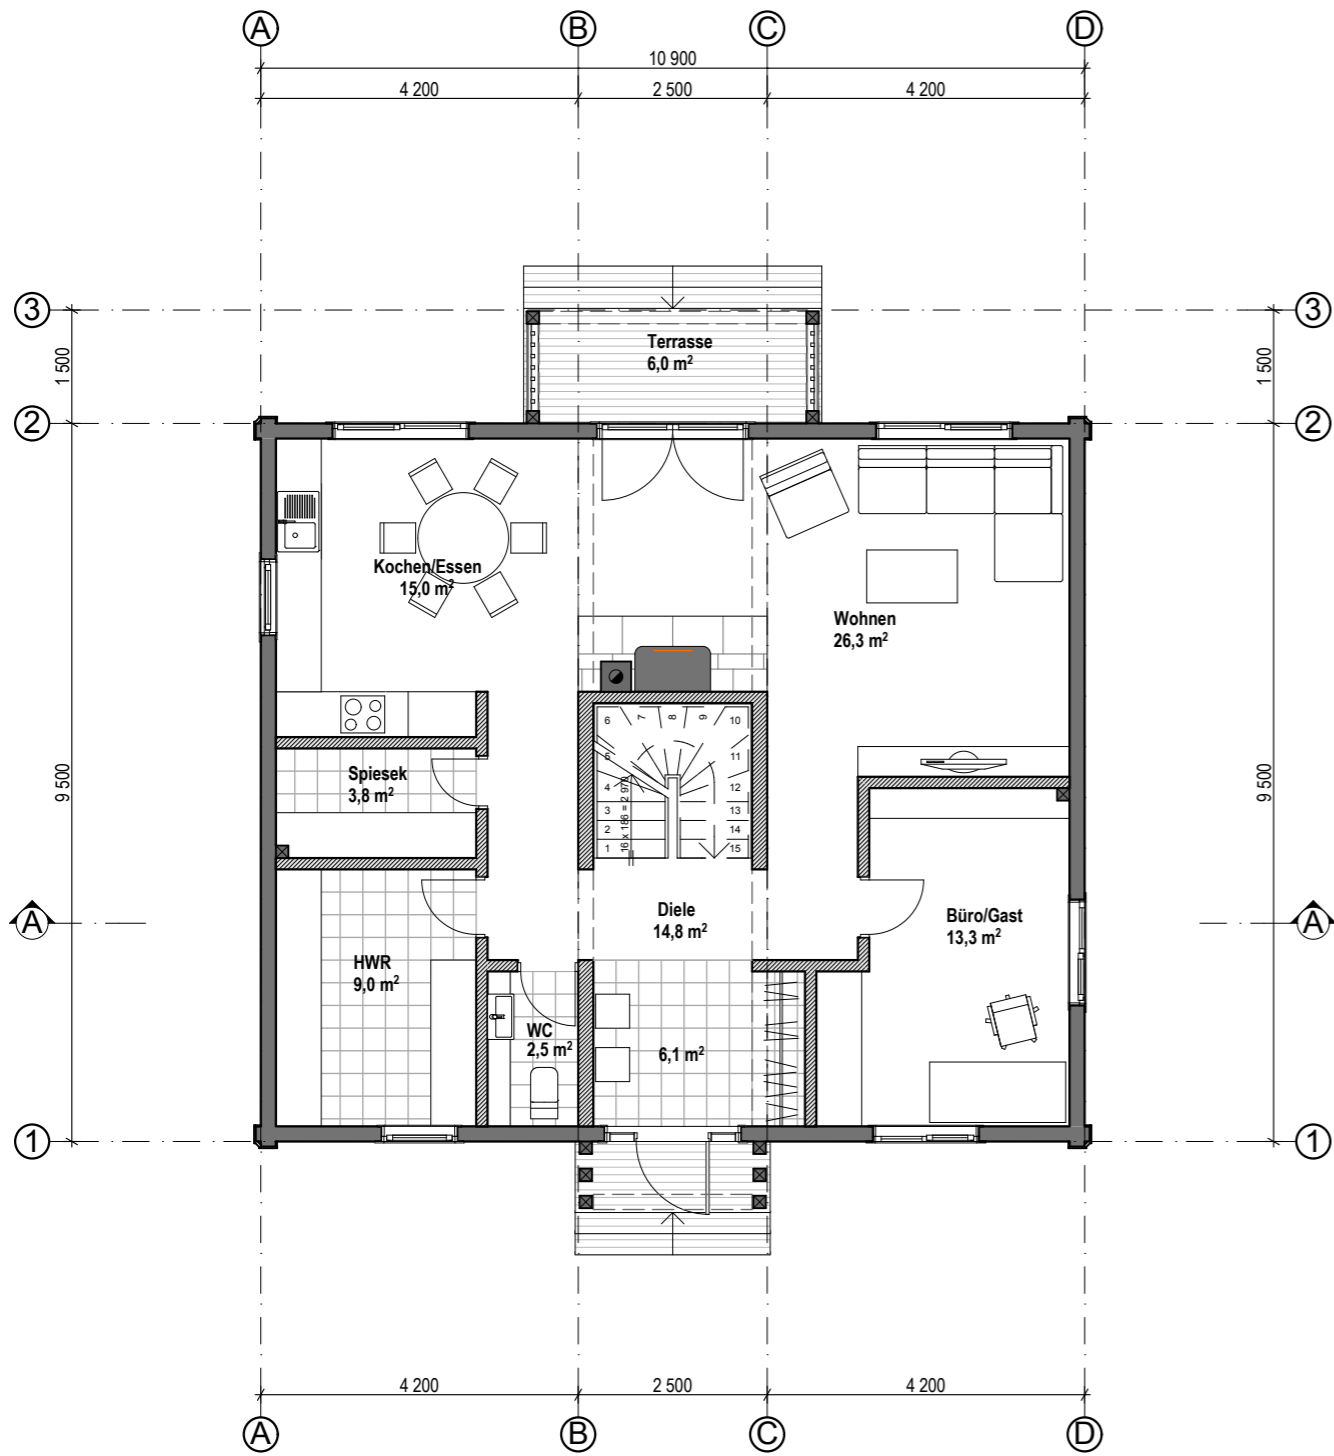 A B C D
10 900
4 200 2 500 4 200
3 3
1 500 1 500
Terrasse
6,0 m²
2 2
Kochen/Essen
15,0 m²
Wohnen
26,3 m²
6 7 8 9 10
5 11
4 12
3 13
2 14
1 15
16 x 186 = 2 978
Spiesek
3,8 m²
9 500 9 500
Diele
14,8 m²
Büro/Gast
13,3 m²
A A
HWR
9,0 m²
WC
2,5 m²
6,1 m²
1 1
4 200 2 500 4 200
A B C D